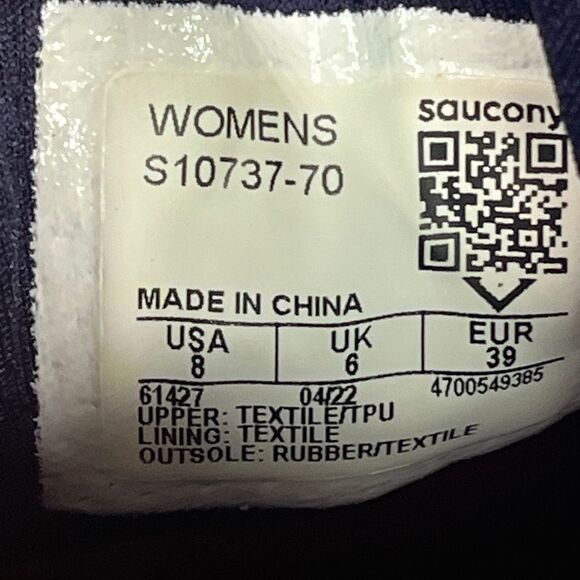 WOMENS
S10737-70
saucony
MADE IN CHINA
USA UK EUR
8 6 39
61427 04/22 4700549385
UPPER: TEXTILE/TPU
LINING: TEXTILE
OUTSOLE: RUBBER/TEXTILE